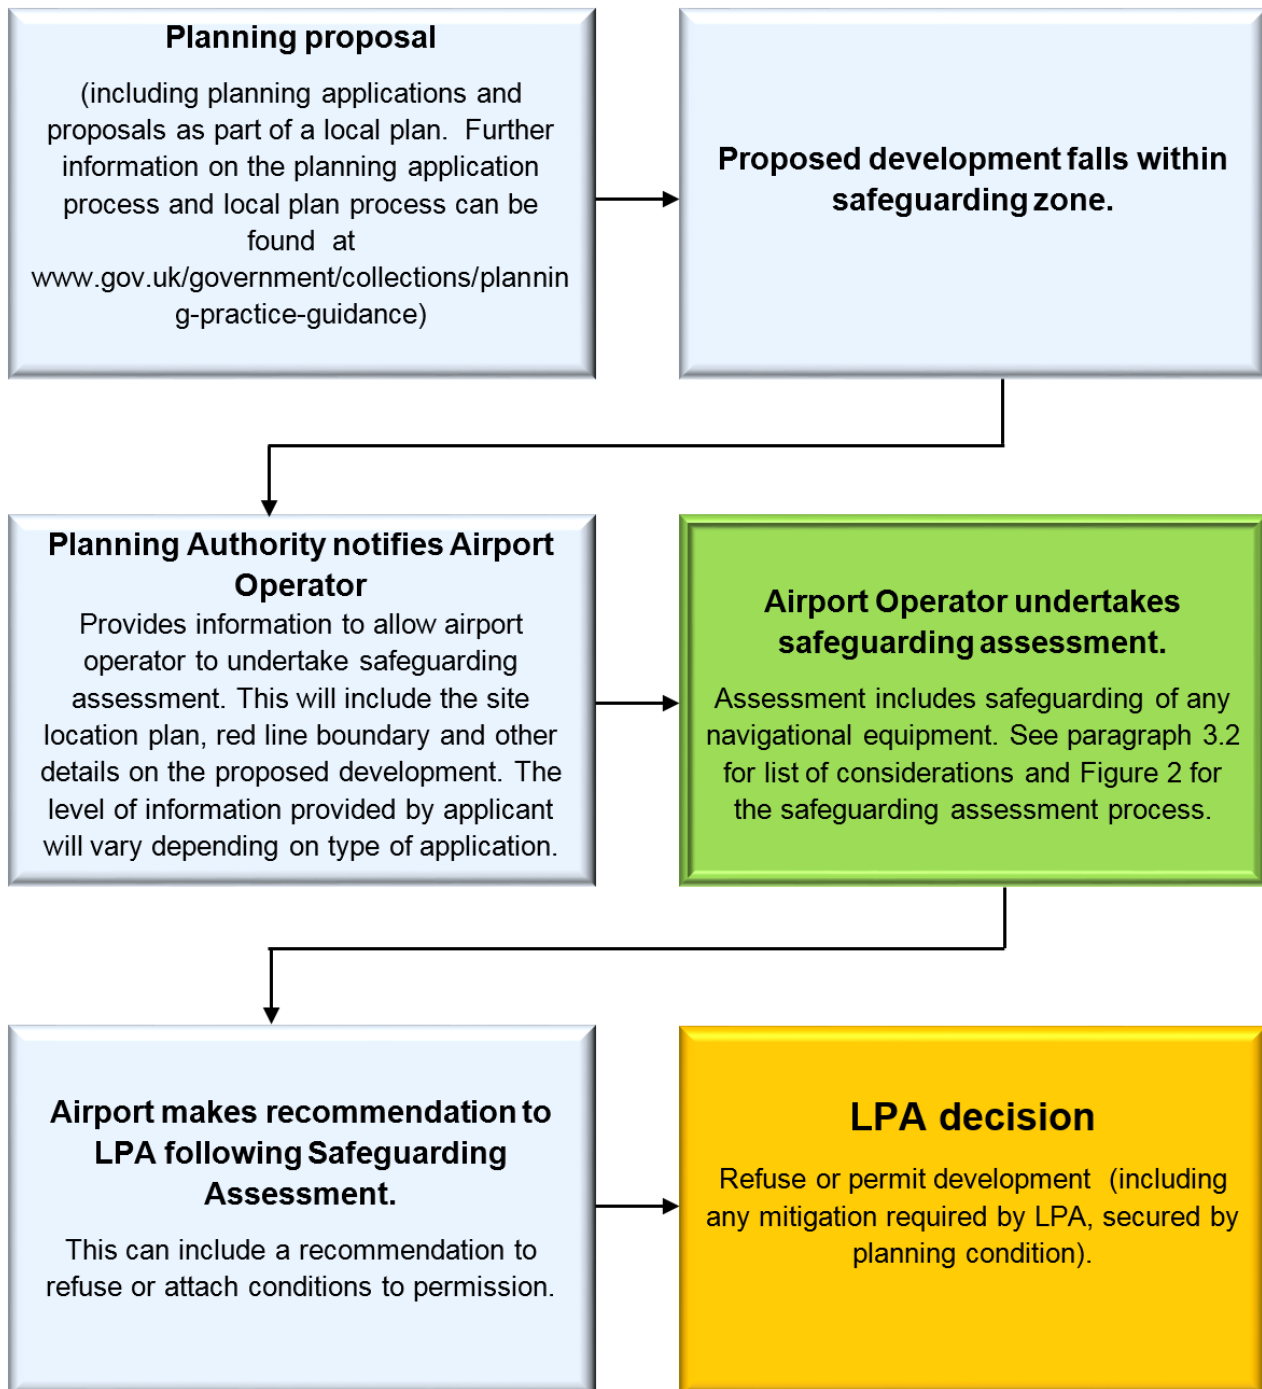 Planning proposal
(including planning applications and
proposals as part of a local plan. Further
information on the planning application
process and local plan process can be
found at
www.gov.uk/government/collections/plannin
g-practice-guidance)
Proposed development falls within
safeguarding zone.
Planning Authority notifies Airport
Operator
Provides information to allow airport
operator to undertake safeguarding
assessment. This will include the site
location plan, red line boundary and other
details on the proposed development. The
level of information provided by applicant
will vary depending on type of application.
Airport Operator undertakes
safeguarding assessment.
Assessment includes safeguarding of any
navigational equipment. See paragraph 3.2
for list of considerations and Figure 2 for
the safeguarding assessment process.
Airport makes recommendation to
LPA following Safeguarding
Assessment.
This can include a recommendation to
refuse or attach conditions to permission.
LPA decision
Refuse or permit development (including
any mitigation required by LPA, secured by
planning condition).